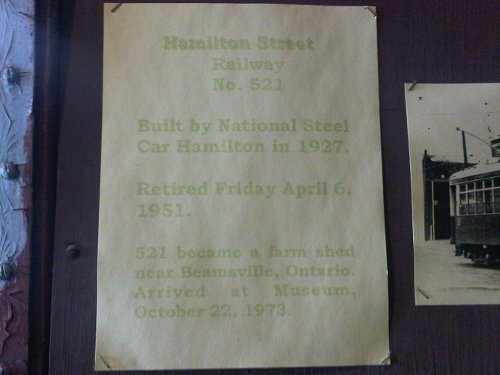 Hamilton Street
Railway
No. 521
Built by National Steel
Car Hamilton in 1927.
Retired Friday April 6,
1951.
521 became a farm shed
near Beamsville, Ontario.
Arrived at Museum,
October 22, 1973.